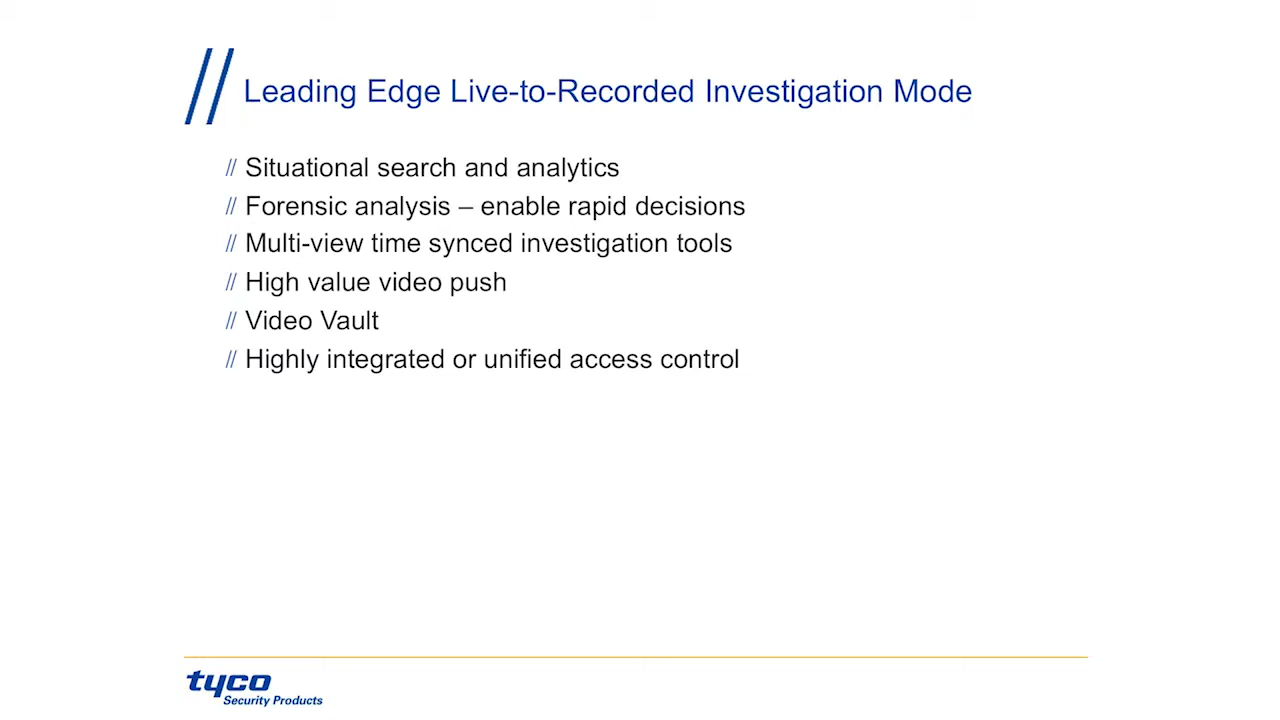 // Leading Edge Live-to-Recorded Investigation Mode
// Situational search and analytics
// Forensic analysis – enable rapid decisions
// Multi-view time synced investigation tools
// High value video push
// Video Vault
// Highly integrated or unified access control
tyco
Security Products